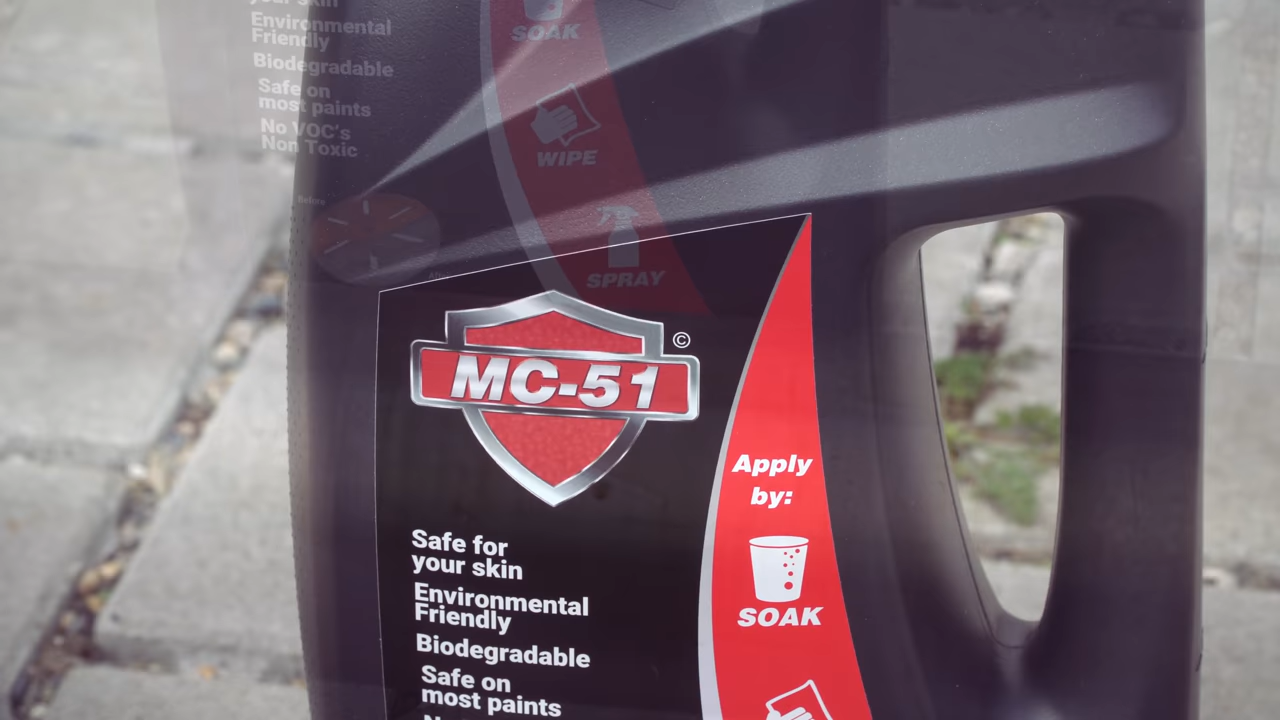 your skin
Environmental
Friendly
Biodegradable
Safe on
most paints
No VOC's
Non Toxic
Before
SOAK
WIPE
SPRAY
MC-51
©
Apply
by:
SOAK
Safe for
your skin
Environmental
Friendly
Biodegradable
Safe on
most paints